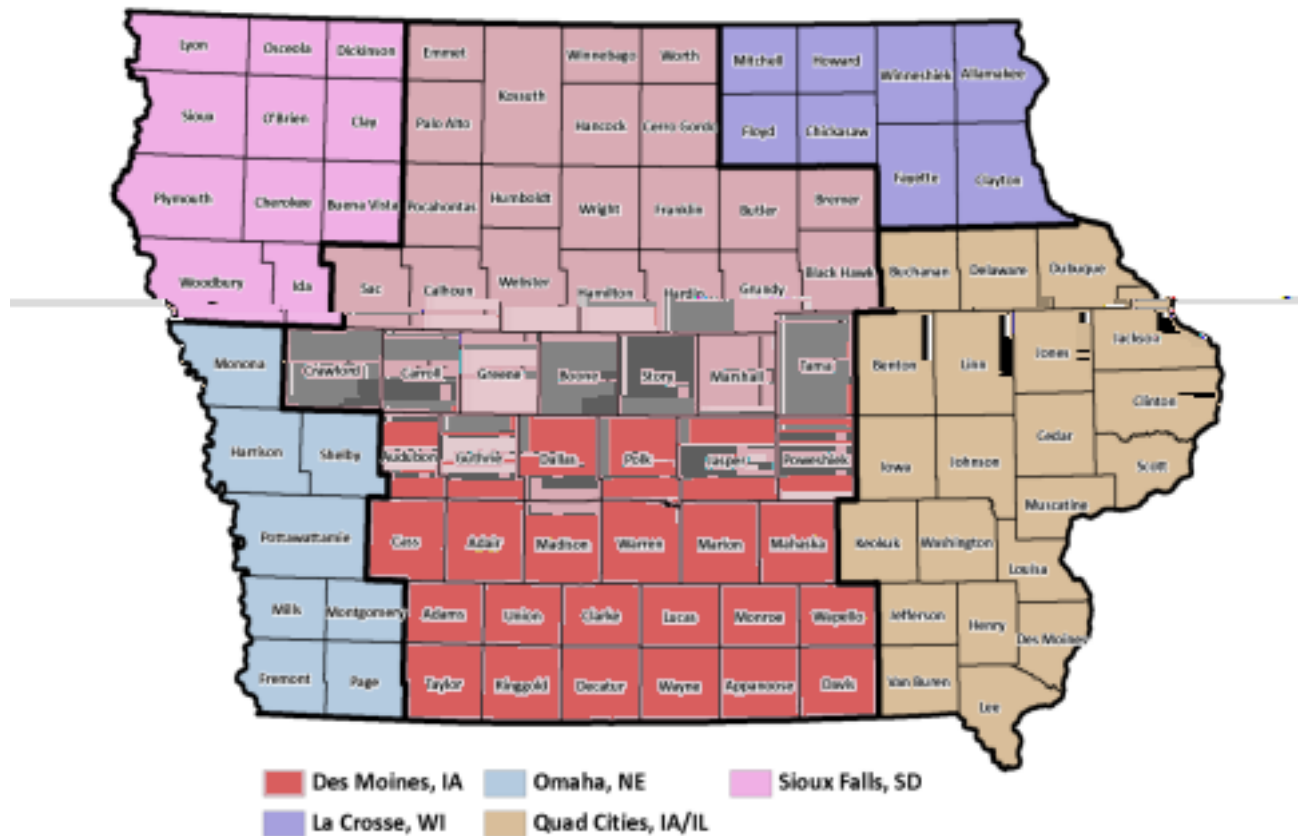 Lyon Osceola Dickinson Emmet Winnebago Worth Mitchell Howard Winneshiek Allamakee
Kossuth
Sioux O'Brien Clay Palo Alto Hancock Cerro Gordo Floyd Chickasaw
Fayette Clayton
Plymouth Cherokee Buena Vista Pocahontas Humboldt Wright Franklin Butler Bremer
Woodbury Ida Sac Calhoun Webster Hamilton Hardin Grundy Black Hawk Buchanan Delaware Dubuque
Monona Crawford Carroll Greene Boone Story Marshall Tama Benton Linn Jones Jackson
Clinton
Harrison Shelby Audubon Guthrie Dallas Polk Jasper Poweshiek Iowa Johnson Cedar Scott
Muscatine
Pottawattamie Cass Adair Madison Warren Marion Mahaska Keokuk Washington
Louisa
Mills Montgomery Adams Union Clarke Lucas Monroe Wapello Jefferson Henry Des Moines
Fremont Page Taylor Ringgold Decatur Wayne Appanoose Davis Van Buren Lee
Des Moines, IA Omaha, NE Sioux Falls, SD
La Crosse, WI Quad Cities, IA/IL